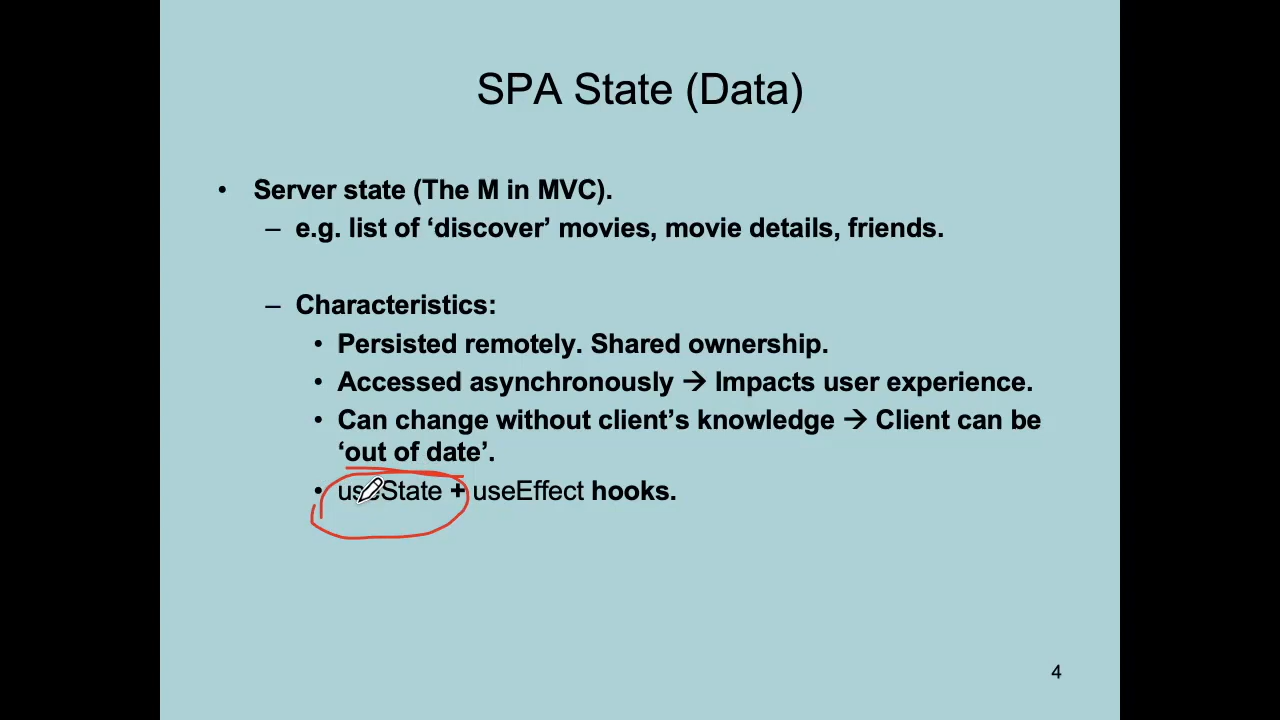 SPA State (Data)
• Server state (The M in MVC).
– e.g. list of ‘discover’ movies, movie details, friends.
– Characteristics:
• Persisted remotely. Shared ownership.
• Accessed asynchronously → Impacts user experience.
• Can change without client’s knowledge → Client can be
‘out of date’.
• useState + useEffect hooks.
4